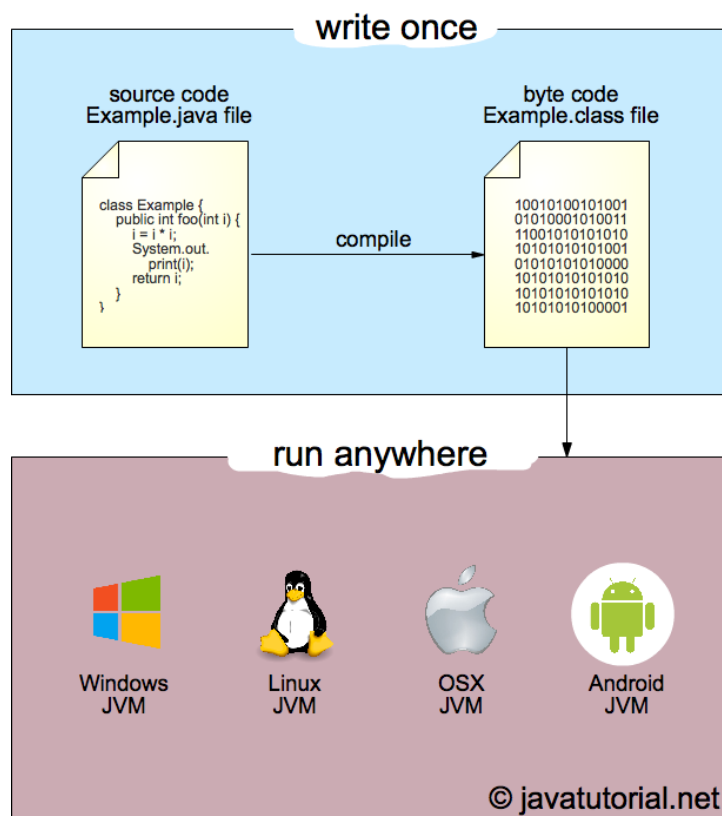 write once
source code
Example.java file
class Example {
public int foo(int i) {
i = i * i;
System.out.
print(i);
return i;
}
}
compile
byte code
Example.class file
10010100101001
01010001010011
11001010101010
10101010101001
01010101010000
10101010101010
10101010101010
10101010100001
run anywhere
Windows
JVM
Linux
JVM
OSX
JVM
Android
JVM
© javatutorial.net